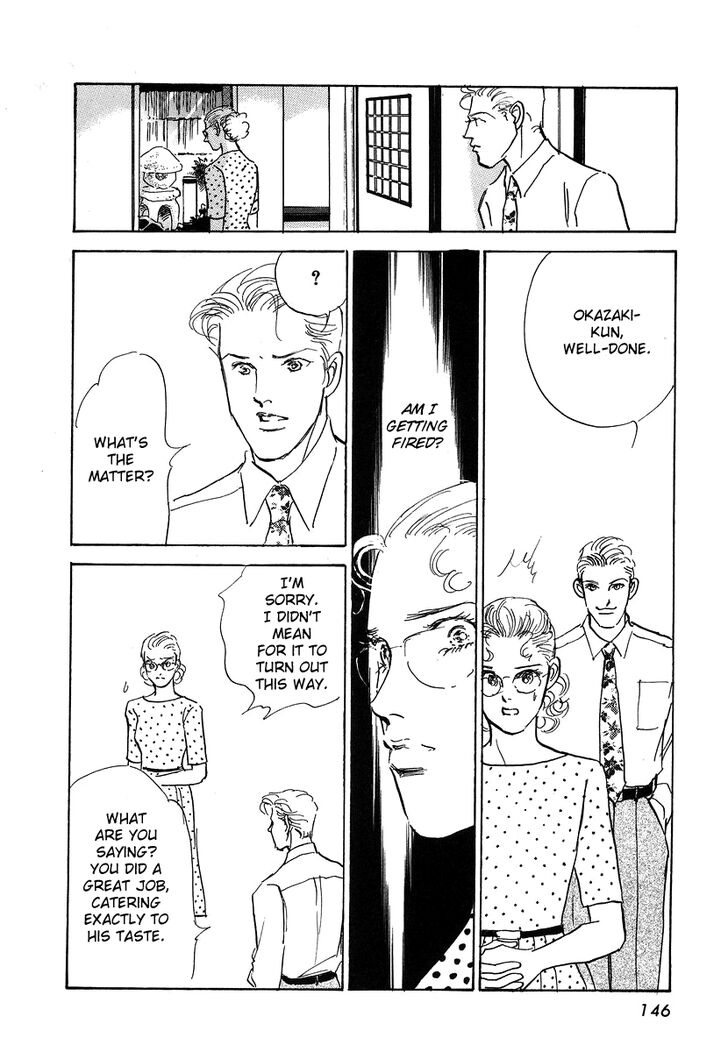 OKAZAKI-
KUN,
WELL-DONE.
AM I
GETTING
FIRED?
?
WHAT'S
THE
MATTER?
I'M
SORRY.
I DIDN'T
MEAN
FOR IT TO
TURN OUT
THIS WAY.
WHAT
ARE YOU
SAYING?
YOU DID A
GREAT JOB,
CATERING
EXACTLY TO
HIS TASTE.
146